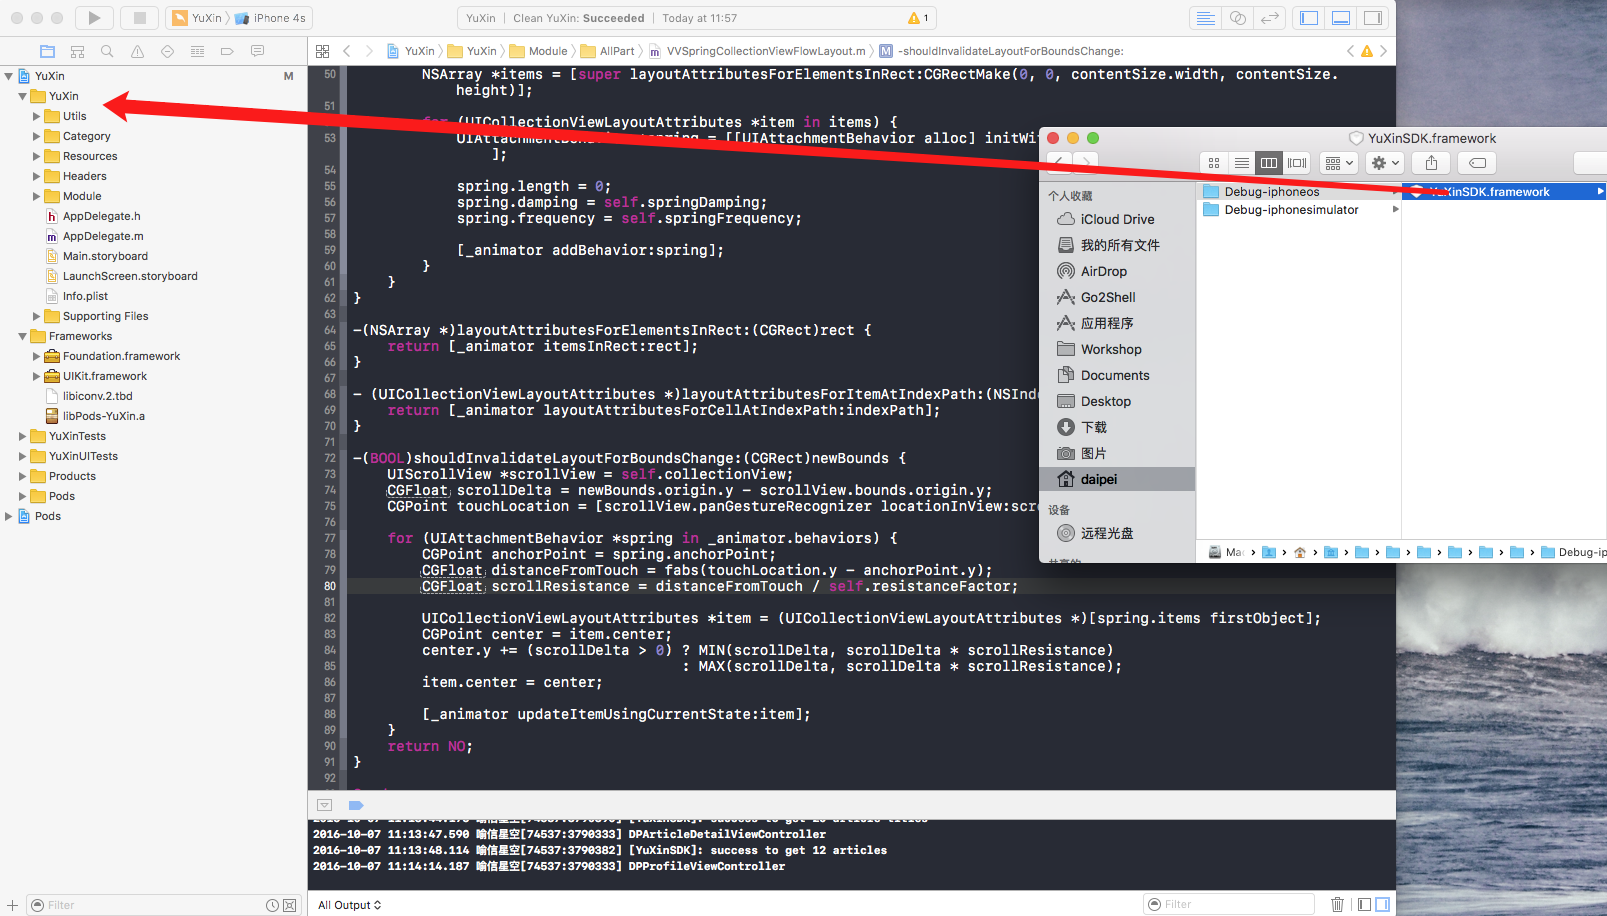 YuXin 〉 iPhone 4s
YuXin | Clean YuXin: Succeeded | Today at 11:57
1
YuXin 〉 YuXin 〉 Module 〉 AllPart 〉 VVSpringCollectionViewFlowLayout.m 〉 M -shouldInvalidateLayoutForBoundsChange:
YuXin M
YuXin
Utils
Category
Resources
Headers
Module
AppDelegate.h
AppDelegate.m
Main.storyboard
LaunchScreen.storyboard
Info.plist
Supporting Files
Frameworks
Foundation.framework
UIKit.framework
libiconv.2.tbd
libPods-YuXin.a
YuXinTests
YuXinUITests
Products
Pods
Pods
Filter
50 NSArray *items = [super layoutAttributesForElementsInRect:CGRectMake(0, 0, contentSize.width, contentSize.
height)];
51
(UICollectionViewLayoutAttributes *item in items) {
53 = [[UIAttachmentBehavior alloc]
];
54
55 spring.length = 0;
56 spring.damping = self.springDamping;
57 spring.frequency = self.springFrequency;
58
59 [_animator addBehavior:spring];
60 }
61 }
62 }
63
64 -(NSArray *)layoutAttributesForElementsInRect:(CGRect)rect {
65 return [_animator itemsInRect:rect];
66 }
67
68 - (UICollectionViewLayoutAttributes *)layoutAttributesForItemAtIndexPath:(NSInde
69 return [_animator layoutAttributesForCellAtIndexPath:indexPath];
70 }
71
72 -(BOOL)shouldInvalidateLayoutForBoundsChange:(CGRect)newBounds {
73 UIScrollView *scrollView = self.collectionView;
74 CGFloat scrollDelta = newBounds.origin.y - scrollView.bounds.origin.y;
75 CGPoint touchLocation = [scrollView.panGestureRecognizer locationInView:scr
76
77 for (UIAttachmentBehavior *spring in _animator.behaviors) {
78 CGPoint anchorPoint = spring.anchorPoint;
79 CGFloat distanceFromTouch = fabs(touchLocation.y - anchorPoint.y);
80 CGFloat scrollResistance = distanceFromTouch / self.resistanceFactor;
81
82 UICollectionViewLayoutAttributes *item = (UICollectionViewLayoutAttributes *)[spring.items firstObject];
83 CGPoint center = item.center;
84 center.y += (scrollDelta > 0) ? MIN(scrollDelta, scrollDelta * scrollResistance)
85 : MAX(scrollDelta, scrollDelta * scrollResistance);
86 item.center = center;
87
88 [_animator updateItemUsingCurrentState:item];
89 }
90 return NO;
91 }
92
YuXinSDK.framework
个人收藏
iCloud Drive
我的所有文件
AirDrop
Go2Shell
应用程序
Workshop
Documents
Desktop
下载
图片
daipei
设备
远程光盘
Debug-iphoneos
Debug-iphonesimulator
YuXinSDK.framework
Debug-ip
2016-10-07 11:13:47.590 喻信星空[74537:3790333] DPArticleDetailViewController
2016-10-07 11:13:48.114 喻信星空[74537:3790382] [YuXinSDK]: success to get 12 articles
2016-10-07 11:14:14.187 喻信星空[74537:3790333] DPProfileViewController
All Output
Filter